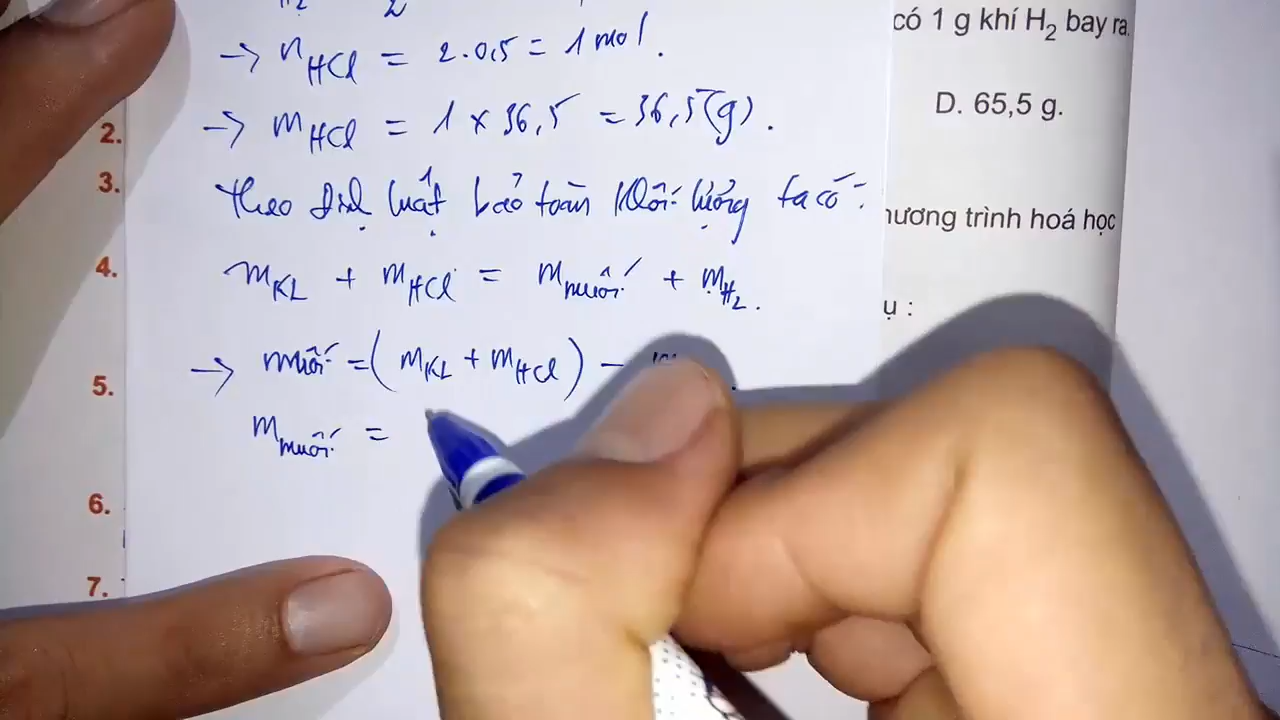 → nHCl = 2.0,5 = 1 mol.
→ mHCl = 1 x 36,5 = 36,5(g).
theo định luật bảo toàn khối lượng ta có:
mKL + mHCl = mmuối + mH2.
→ muối = ( mKL + mHCl ) –
mmuối =
có 1 g khí H2 bay ra.
D. 65,5 g.
hương trình hoá học
ụ :
2.
3.
4.
5.
6.
7.